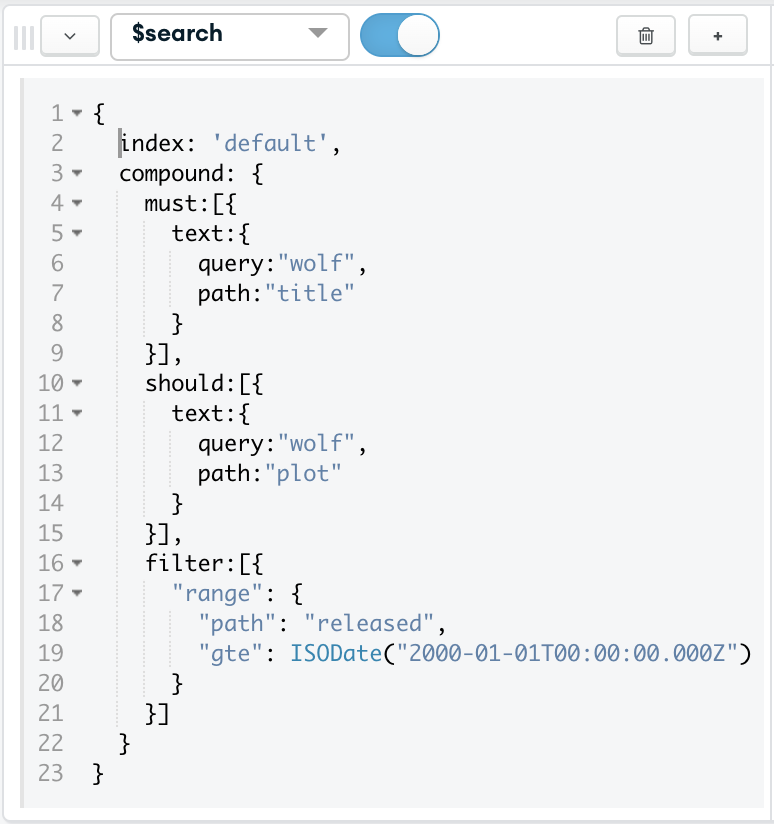 $search
+
1 {
2   index: 'default',
3   compound: {
4     must:[{
5       text:{
6         query:"wolf",
7         path:"title"
8       }
9     }],
10     should:[{
11       text:{
12         query:"wolf",
13         path:"plot"
14       }
15     }],
16     filter:[{
17       "range": {
18         "path": "released",
19         "gte": ISODate("2000-01-01T00:00:00.000Z")
20       }
21     }]
22   }
23 }